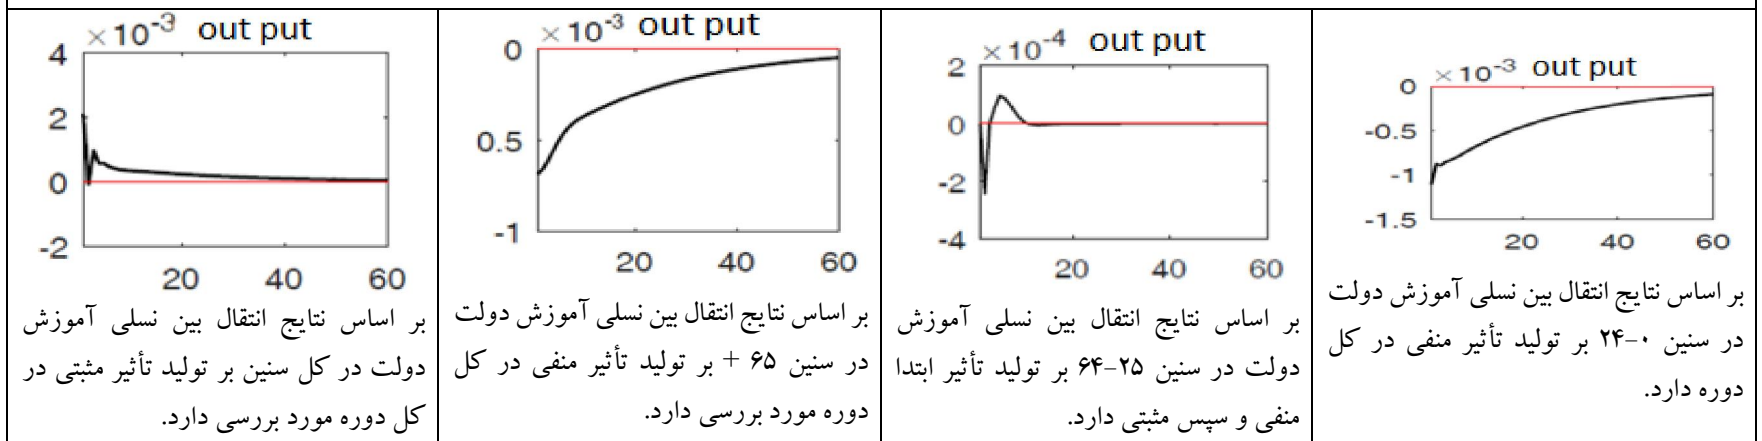 ×10-3 out put
0
-0.5
-1
-1.5
20 40 60
بر اساس نتایج انتقال بین نسلی آموزش دولت
در سنین ۰-۲۴ بر تولید تأثیر منفی در کل
دوره دارد.
×10-4 out put
2
0
-2
-4
20 40 60
بر اساس نتایج انتقال بین نسلی آموزش
دولت در سنین ۲۵-۶۴ بر تولید تأثیر ابتدا
منفی و سپس مثبتی دارد.
×10-3 out put
0
0.5
-1
20 40 60
بر اساس نتایج انتقال بین نسلی آموزش دولت
در سنین ۶۵ + بر تولید تأثیر منفی در کل
دوره مورد بررسی دارد.
×10-3 out put
4
2
0
-2
20 40 60
بر اساس نتایج انتقال بین نسلی آموزش
دولت در کل سنین بر تولید تأثیر مثبتی در
کل دوره مورد بررسی دارد.